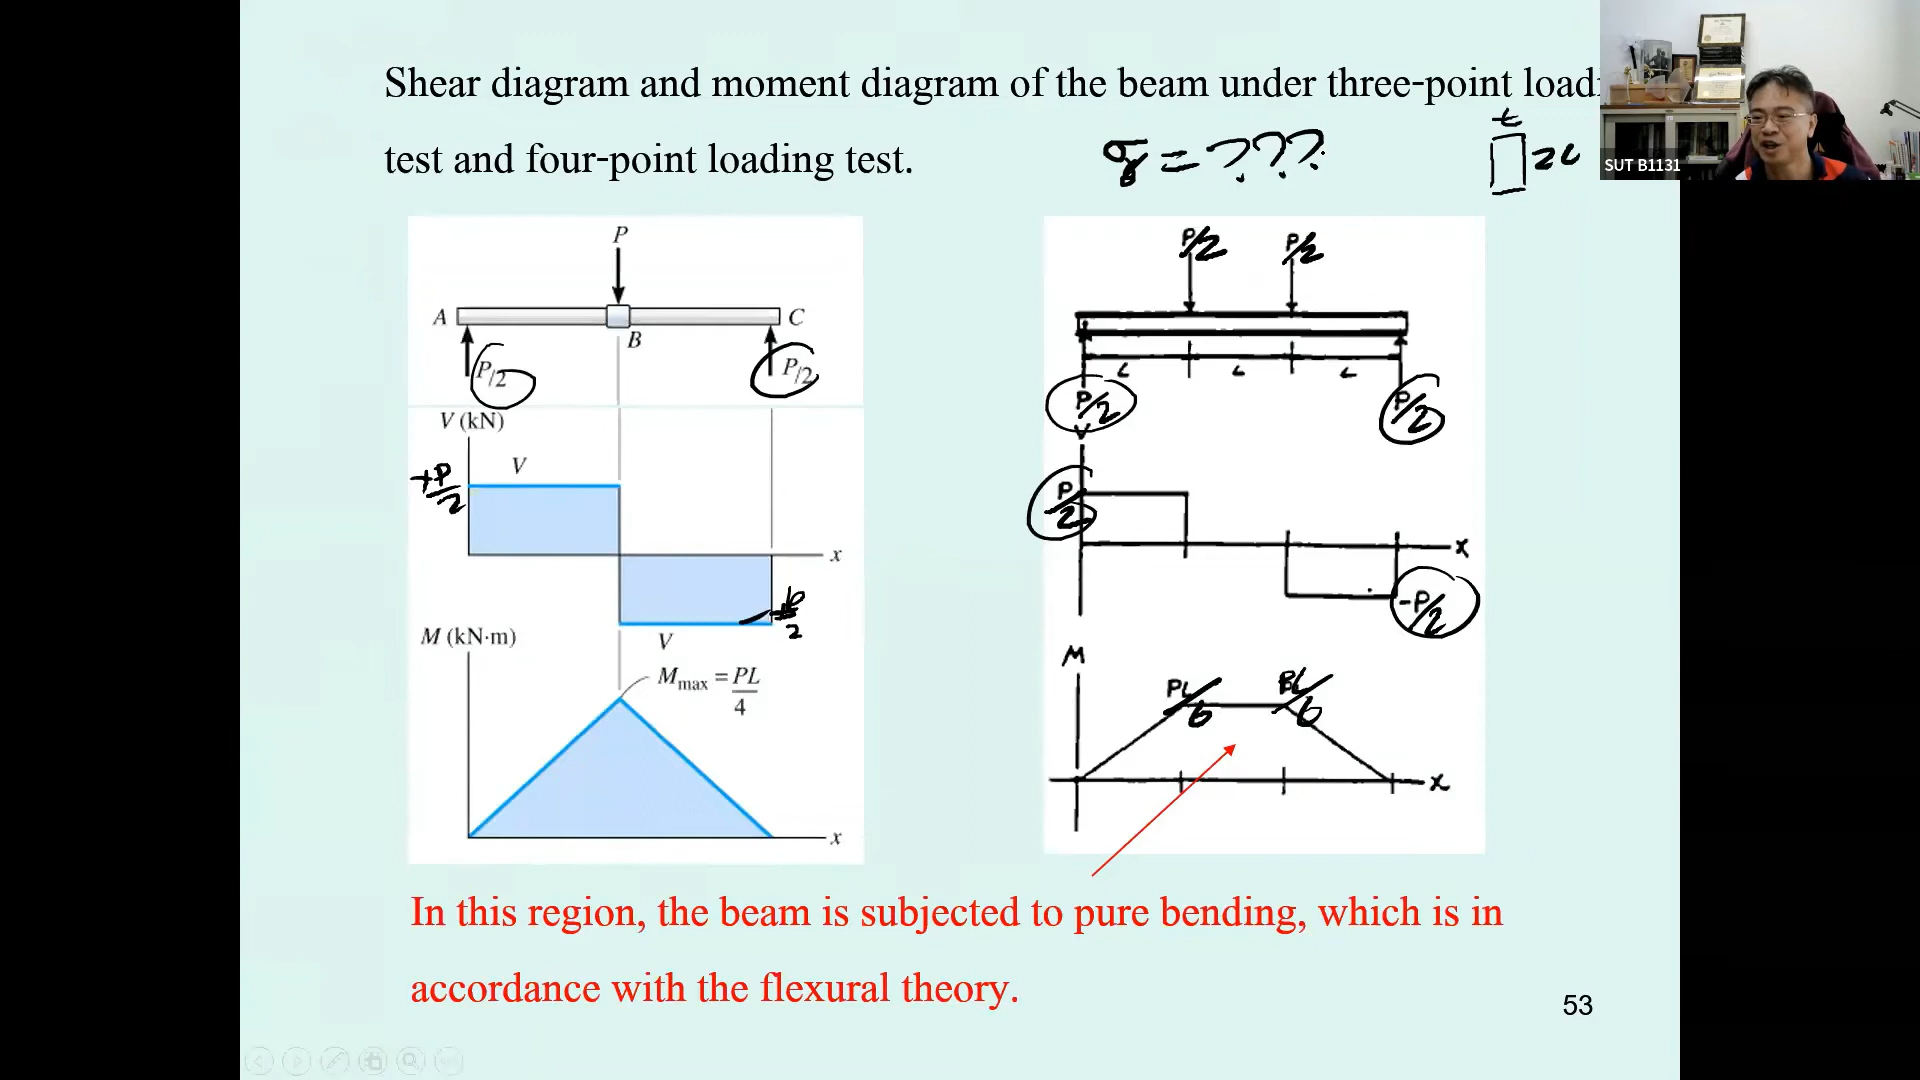 Shear diagram and moment diagram of the beam under three-point loadi
test and four-point loading test.
= ???
t
SUT B1131
P
A
C
B
P/2
P/2
V (kN)
+P/2
V
x
-P/2
V
M (kN·m)
Mmax = PL/4
x
P/2
P/2
L
L
L
P/2
P/2
V
P/2
x
-P/2
M
PL/6
PL/6
x
In this region, the beam is subjected to pure bending, which is in
accordance with the flexural theory.
53